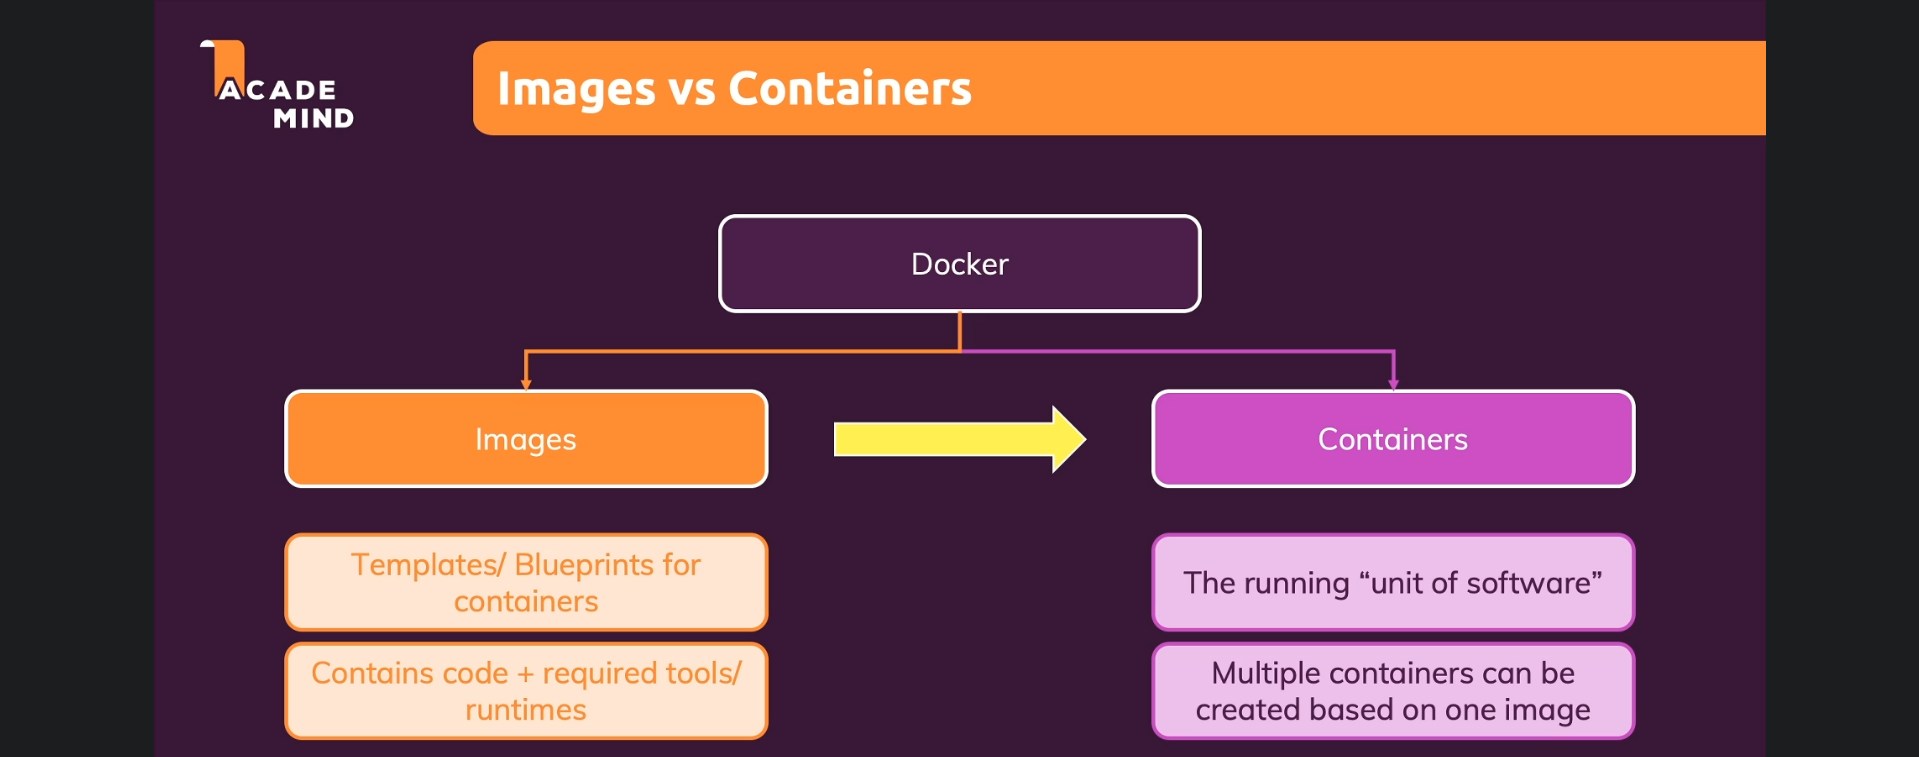 ACADE
MIND
Images vs Containers
Docker
Images
Containers
Templates/ Blueprints for
containers
The running “unit of software”
Contains code + required tools/
runtimes
Multiple containers can be
created based on one image